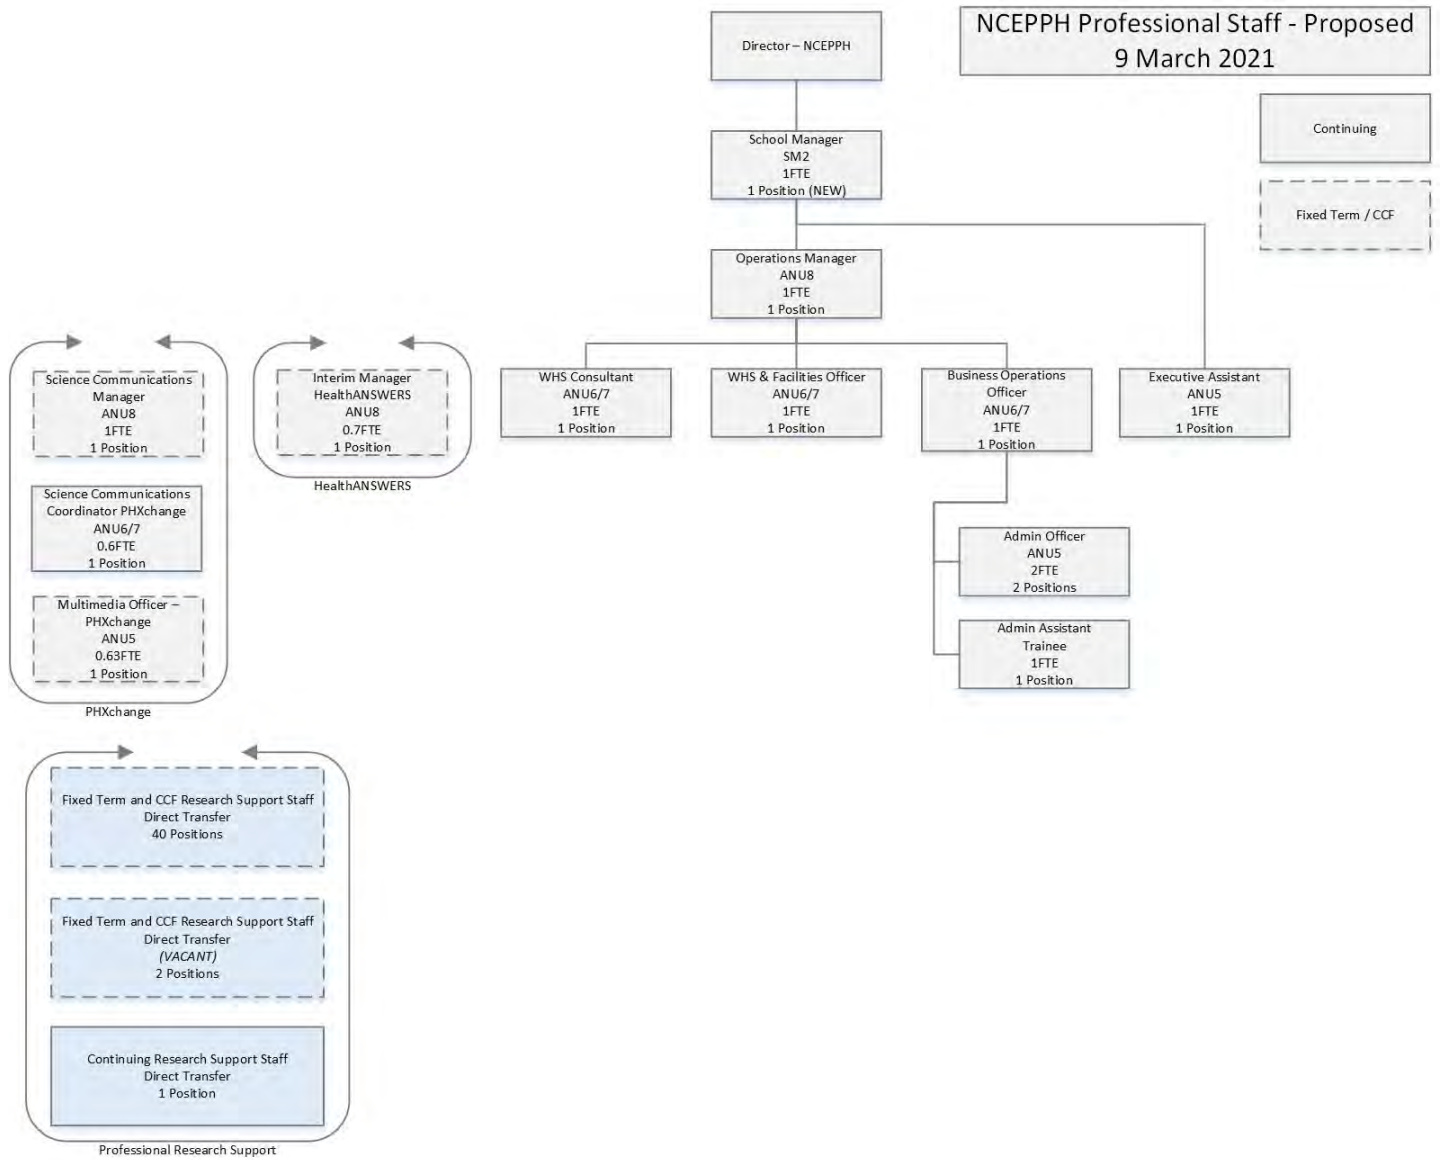 NCEPPH Professional Staff - Proposed
9 March 2021
Director – NCEPPH
Continuing
Fixed Term / CCF
School Manager
SM2
1FTE
1 Position (NEW)
Operations Manager
ANU8
1FTE
1 Position
Science Communications
Manager
ANU8
1FTE
1 Position
Science Communications
Coordinator PHXchange
ANU6/7
0.6FTE
1 Position
Multimedia Officer –
PHXchange
ANU5
0.63FTE
1 Position
PHXchange
Interim Manager
HealthANSWERS
ANU8
0.7FTE
1 Position
HealthANSWERS
WHS Consultant
ANU6/7
1FTE
1 Position
WHS & Facilities Officer
ANU6/7
1FTE
1 Position
Business Operations
Officer
ANU6/7
1FTE
1 Position
Executive Assistant
ANU5
1FTE
1 Position
Admin Officer
ANU5
2FTE
2 Positions
Admin Assistant
Trainee
1FTE
1 Position
Fixed Term and CCF Research Support Staff
Direct Transfer
40 Positions
Fixed Term and CCF Research Support Staff
Direct Transfer
(VACANT)
2 Positions
Continuing Research Support Staff
Direct Transfer
1 Position
Professional Research Support